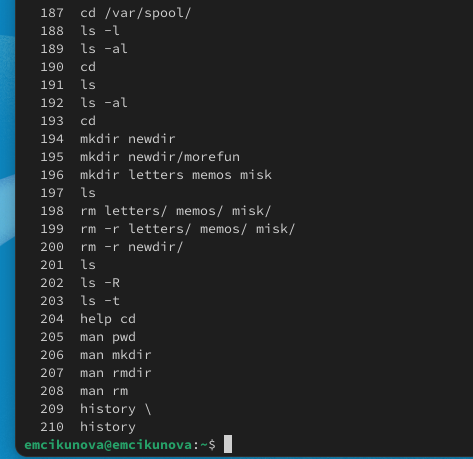 187 cd /var/spool/
188 ls -l
189 ls -al
190 cd
191 ls
192 ls -al
193 cd
194 mkdir newdir
195 mkdir newdir/morefun
196 mkdir letters memos misk
197 ls
198 rm letters/ memos/ misk/
199 rm -r letters/ memos/ misk/
200 rm -r newdir/
201 ls
202 ls -R
203 ls -t
204 help cd
205 man pwd
206 man mkdir
207 man rmdir
208 man rm
209 history \
210 history
emcikunova@emcikunova:~$